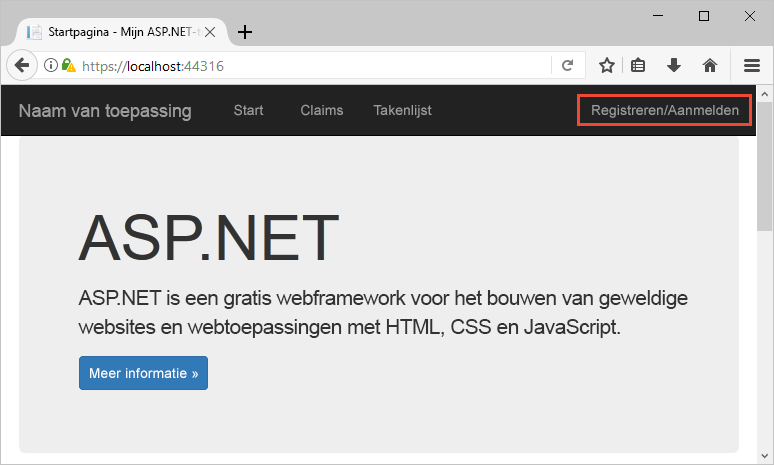 Startpagina - Mijn ASP.NET-t
https://localhost:44316
Naam van toepassing Start Claims Takenlijst Registreren/Aanmelden
ASP.NET
ASP.NET is een gratis webframework voor het bouwen van geweldige
websites en webtoepassingen met HTML, CSS en JavaScript.
Meer informatie »